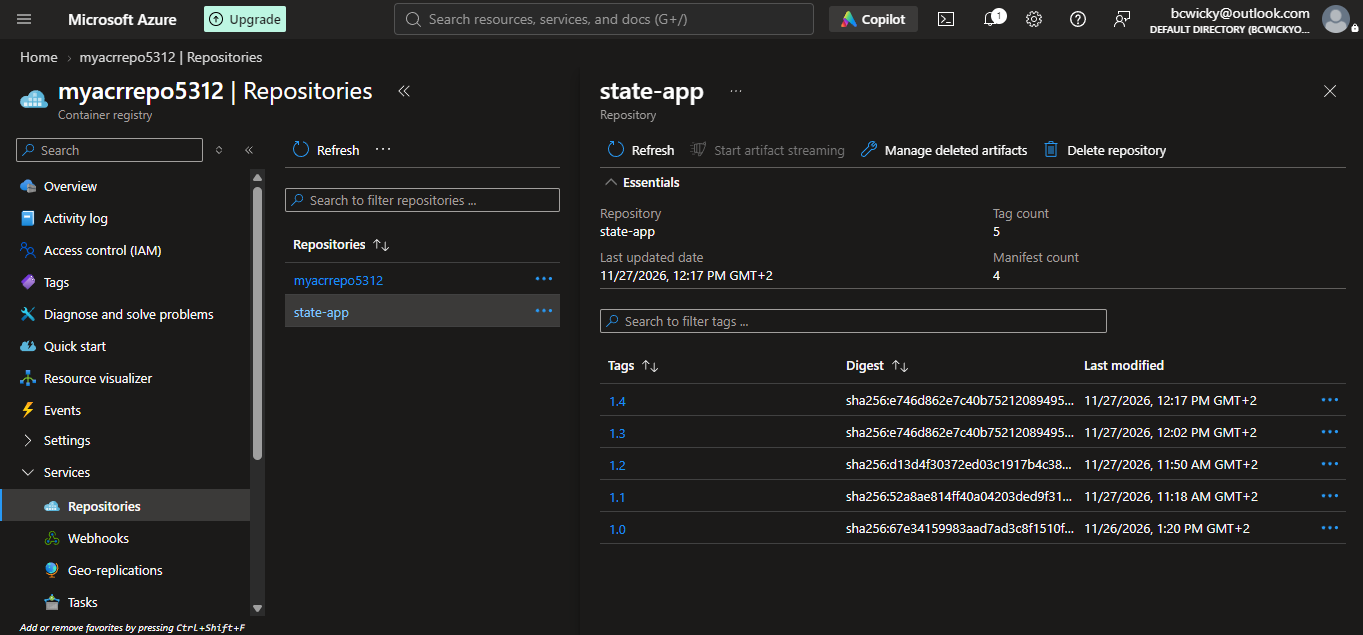 Microsoft Azure
Upgrade
Search resources, services, and docs (G+/)
Copilot
1
bcwicky@outlook.com
DEFAULT DIRECTORY (BCWICKYO...
Home > myacrrepo5312 | Repositories
myacrrepo5312 | Repositories
Container registry
Search
Overview
Activity log
Access control (IAM)
Tags
Diagnose and solve problems
Quick start
Resource visualizer
Events
Settings
Services
Repositories
Webhooks
Geo-replications
Tasks
Add or remove favorites by pressing Ctrl+Shift+F
Refresh
Search to filter repositories ...
Repositories
myacrrepo5312
state-app
state-app
Repository
Refresh Start artifact streaming Manage deleted artifacts Delete repository
Essentials
Repository
state-app
Last updated date
11/27/2026, 12:17 PM GMT+2
Tag count
5
Manifest count
4
Search to filter tags ...
Tags Digest Last modified
1.4 sha256:e746d862e7c40b75212089495... 11/27/2026, 12:17 PM GMT+2
1.3 sha256:e746d862e7c40b75212089495... 11/27/2026, 12:02 PM GMT+2
1.2 sha256:d13d4f30372ed03c1917b4c38... 11/27/2026, 11:50 AM GMT+2
1.1 sha256:52a8ae814ff40a04203ded9f31... 11/27/2026, 11:18 AM GMT+2
1.0 sha256:67e34159983aad7ad3c8f1510f... 11/26/2026, 1:20 PM GMT+2